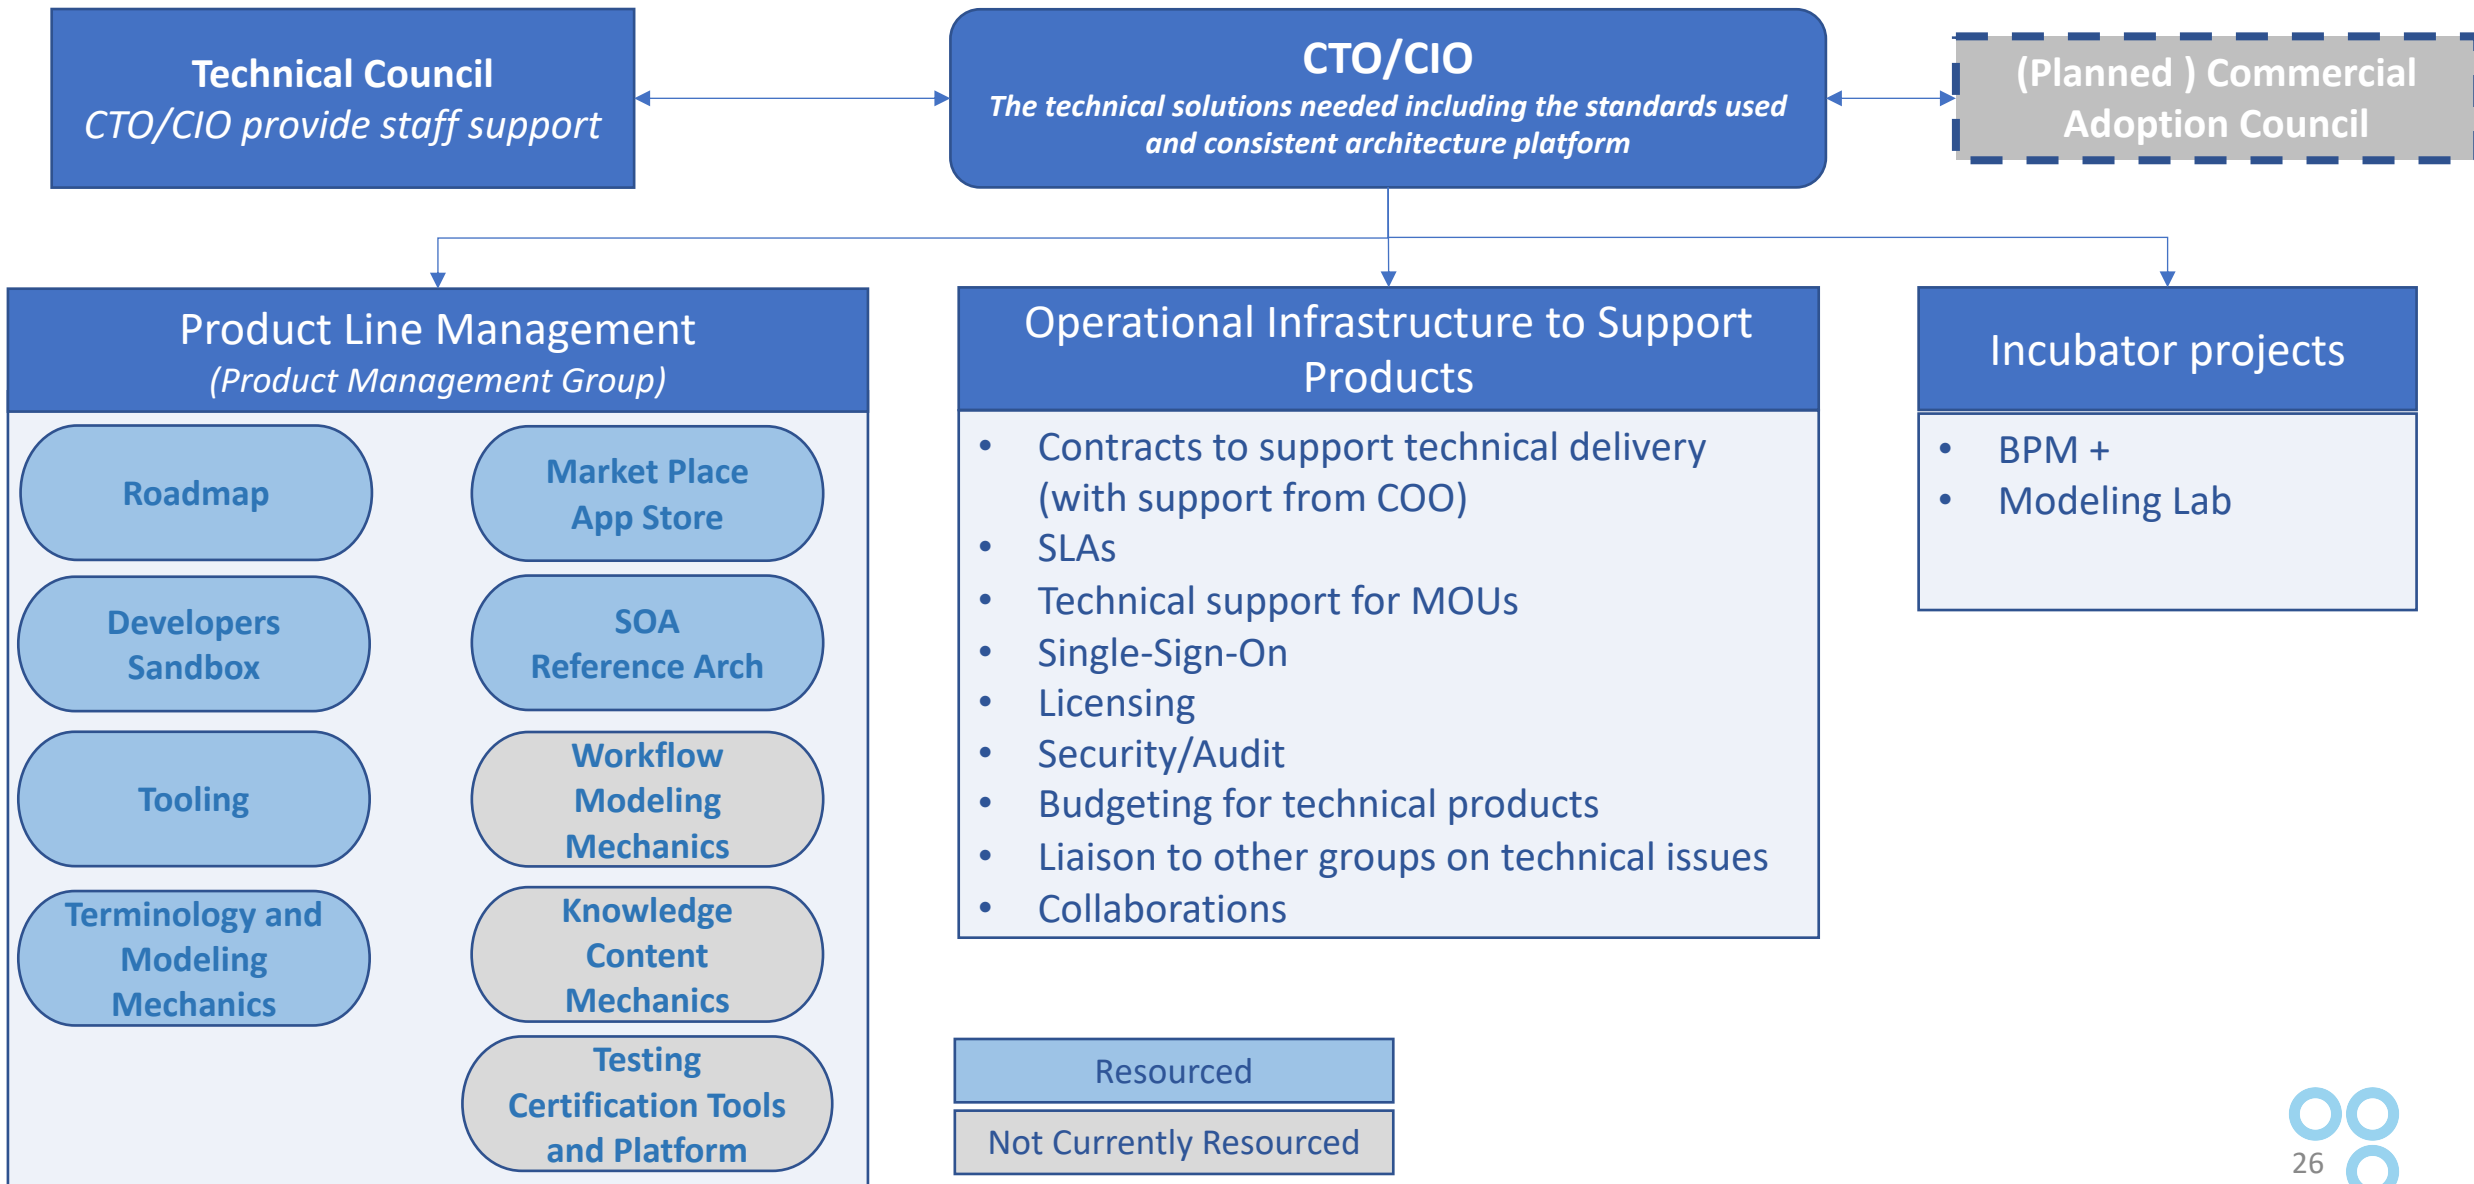 Technical Council
CTO/CIO provide staff support
CTO/CIO
The technical solutions needed including the standards used
and consistent architecture platform
(Planned ) Commercial
Adoption Council
Product Line Management
(Product Management Group)
Roadmap
Market Place
App Store
Developers
Sandbox
SOA
Reference Arch
Tooling
Workflow
Modeling
Mechanics
Terminology and
Modeling
Mechanics
Knowledge
Content
Mechanics
Testing
Certification Tools
and Platform
Operational Infrastructure to Support
Products
• Contracts to support technical delivery
(with support from COO)
• SLAs
• Technical support for MOUs
• Single-Sign-On
• Licensing
• Security/Audit
• Budgeting for technical products
• Liaison to other groups on technical issues
• Collaborations
Incubator projects
• BPM +
• Modeling Lab
Resourced
Not Currently Resourced
26